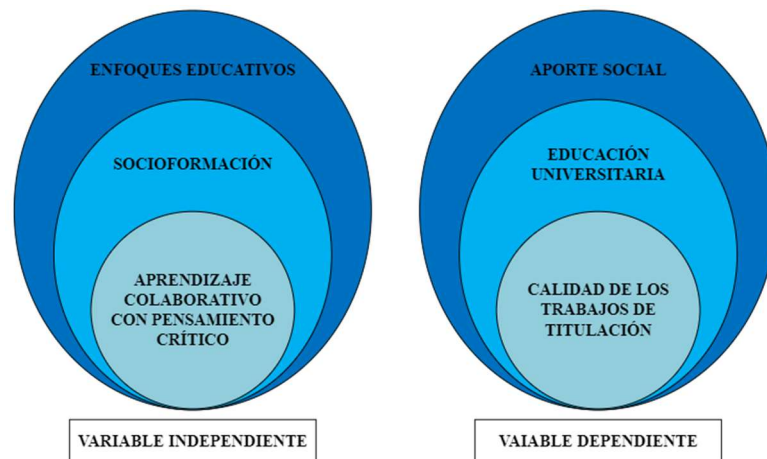 ENFOQUES EDUCATIVOS
SOCIOFORMACIÓN
APRENDIZAJE
COLABORATIVO
CON PENSAMIENTO
CRÍTICO
VARIABLE INDEPENDIENTE
APORTE SOCIAL
EDUCACIÓN
UNIVERSITARIA
CALIDAD DE LOS
TRABAJOS DE
TITULACIÓN
VAIABLE DEPENDIENTE